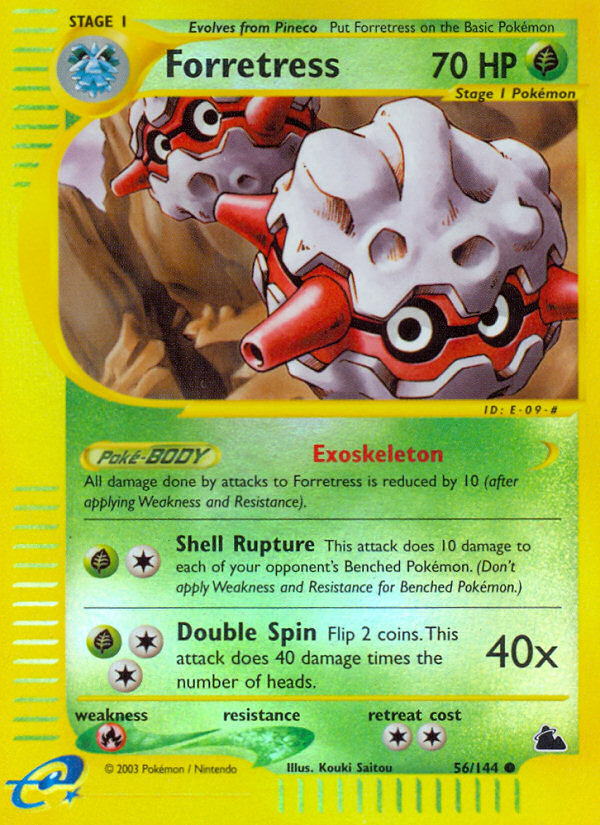 STAGE 1
Evolves from Pineco Put Forretress on the Basic Pokémon
Forretress 70 HP
Stage 1 Pokémon
ID: E-09-#
Poké-BODY Exoskeleton
All damage done by attacks to Forretress is reduced by 10 (after
applying Weakness and Resistance).
Shell Rupture This attack does 10 damage to
each of your opponent's Benched Pokémon. (Don't
apply Weakness and Resistance for Benched Pokémon.)
Double Spin Flip 2 coins. This
attack does 40 damage times the
number of heads.
40x
weakness resistance retreat cost
© 2003 Pokémon / Nintendo Illus. Kouki Saitou 56/144
e